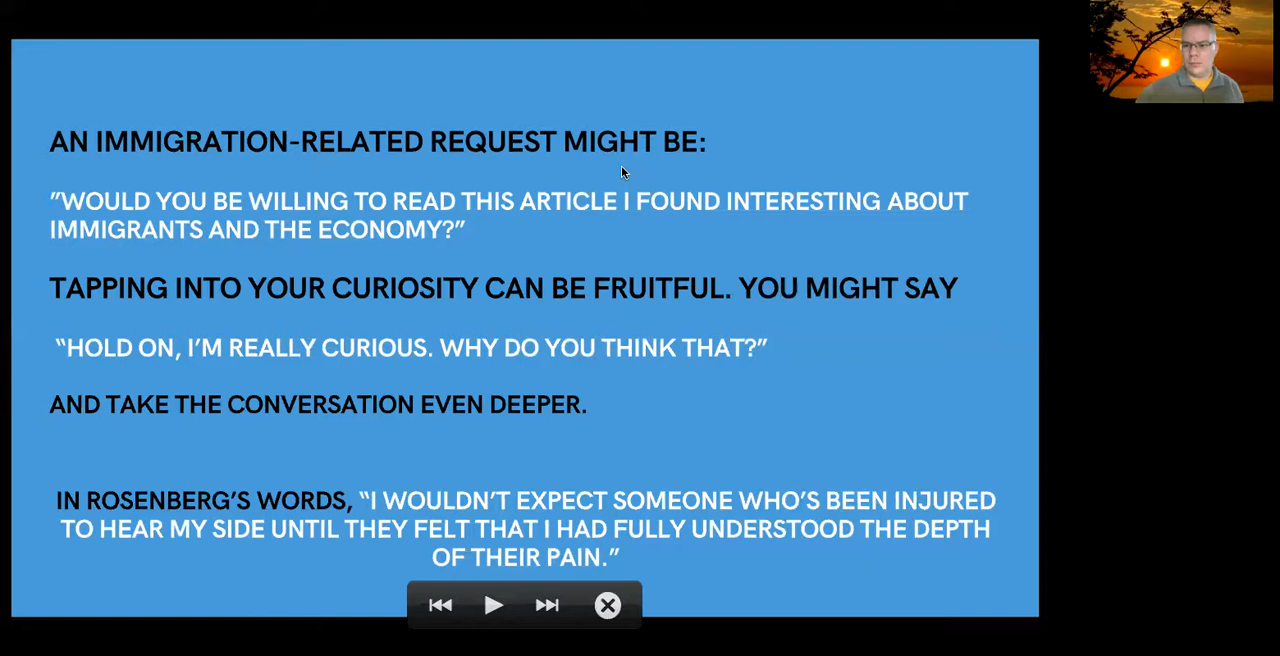 AN IMMIGRATION-RELATED REQUEST MIGHT BE:
”WOULD YOU BE WILLING TO READ THIS ARTICLE I FOUND INTERESTING ABOUT
IMMIGRANTS AND THE ECONOMY?”
TAPPING INTO YOUR CURIOSITY CAN BE FRUITFUL. YOU MIGHT SAY
“HOLD ON, I’M REALLY CURIOUS. WHY DO YOU THINK THAT?”
AND TAKE THE CONVERSATION EVEN DEEPER.
IN ROSENBERG’S WORDS, “I WOULDN’T EXPECT SOMEONE WHO’S BEEN INJURED
TO HEAR MY SIDE UNTIL THEY FELT THAT I HAD FULLY UNDERSTOOD THE DEPTH
OF THEIR PAIN.”